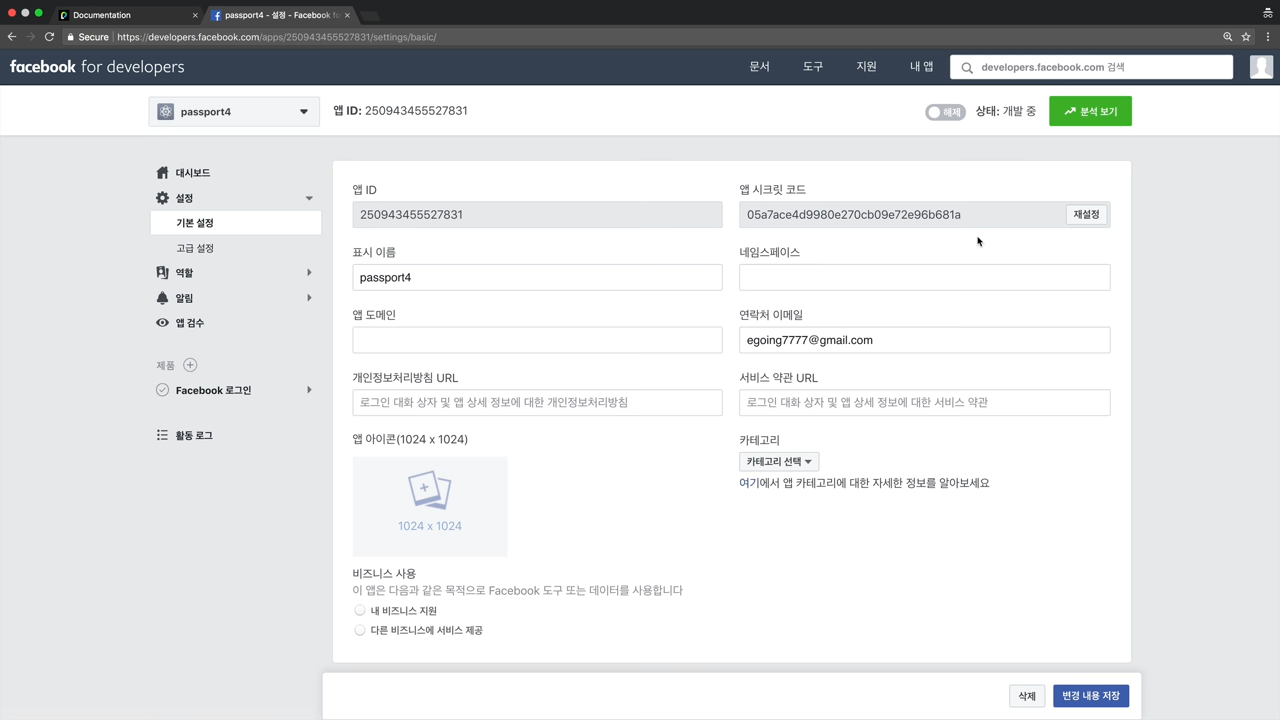 Documentation
passport4 - 설정 - Facebook fo
Secure https://developers.facebook.com/apps/250943455527831/settings/basic/
facebook for developers
문서
도구
지원
내 앱
developers.facebook.com 검색
passport4
앱 ID: 250943455527831
해제
상태: 개발 중
분석 보기
대시보드
설정
기본 설정
고급 설정
역할
알림
앱 검수
제품
Facebook 로그인
활동 로그
앱 ID
250943455527831
앱 시크릿 코드
05a7ace4d9980e270cb09e72e96b681a
재설정
표시 이름
passport4
네임스페이스
앱 도메인
연락처 이메일
egoing7777@gmail.com
개인정보처리방침 URL
로그인 대화 상자 및 앱 상세 정보에 대한 개인정보처리방침
서비스 약관 URL
로그인 대화 상자 및 앱 상세 정보에 대한 서비스 약관
앱 아이콘(1024 x 1024)
1024 x 1024
카테고리
카테고리 선택
여기에서 앱 카테고리에 대한 자세한 정보를 알아보세요
비즈니스 사용
이 앱은 다음과 같은 목적으로 Facebook 도구 또는 데이터를 사용합니다
내 비즈니스 지원
다른 비즈니스에 서비스 제공
삭제
변경 내용 저장